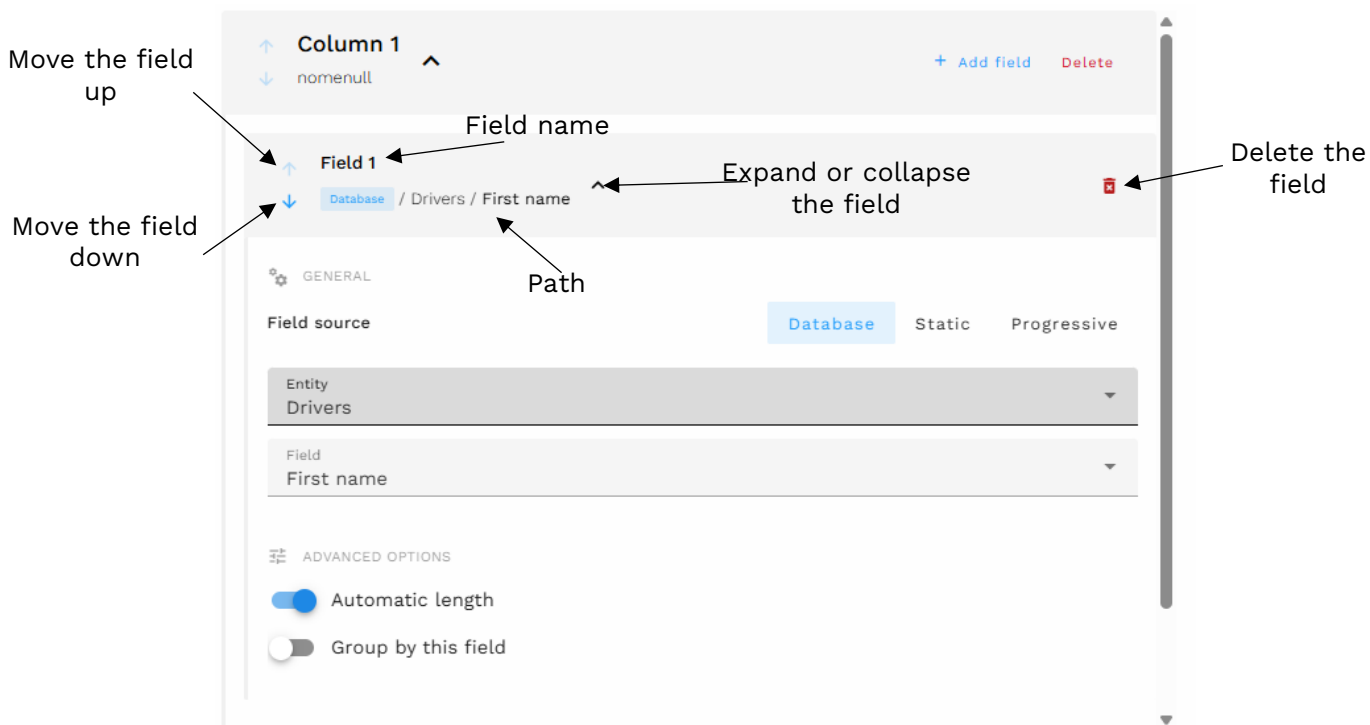 Column 1
nomenull
+ Add field
Delete
Move the field
up
Field name
Field 1
Database / Drivers / First name
Expand or collapse
the field
Delete the
field
Move the field
down
Path
GENERAL
Field source
Database
Static
Progressive
Entity
Drivers
Field
First name
ADVANCED OPTIONS
Automatic length
Group by this field